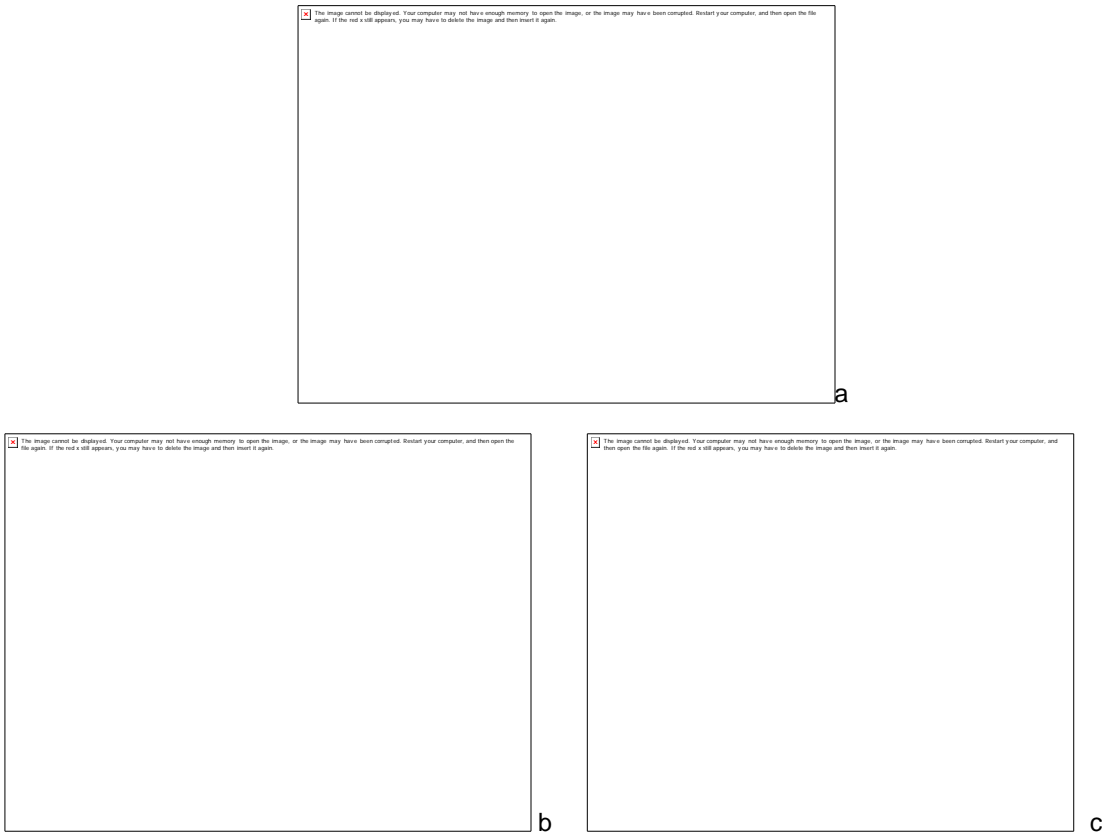 The image cannot be displayed. Your computer may not have enough memory to open the image, or the image may have been corrupted. Restart your computer, and then open the file
again. If the red x still appears, you may have to delete the image and then insert it again.
a
The image cannot be displayed. Your computer may not have enough memory to open the image, or the image may have been corrupted. Restart your computer, and then open the
file again. If the red x still appears, you may have to delete the image and then insert it again.
b
The image cannot be displayed. Your computer may not have enough memory to open the image, or the image may have been corrupted. Restart your computer, and
then open the file again. If the red x still appears, you may have to delete the image and then insert it again.
c